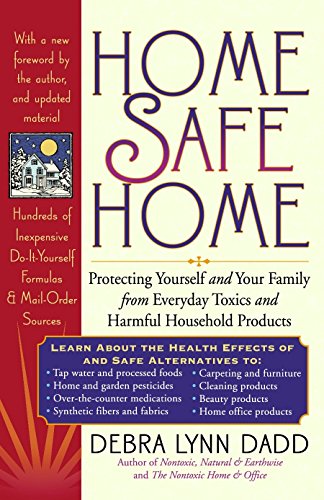 With a new
foreword by
the author,
and updated
material
Hundreds of
Inexpensive
Do-It-Yourself
Formulas
& Mail-Order
Sources
HOME
SAFE
HOME
Protecting Yourself and Your Family
from Everyday Toxics and
Harmful Household Products
Learn About the Health Effects of
and Safe Alternatives to:
• Tap water and processed foods
• Home and garden pesticides
• Over-the-counter medications
• Synthetic fibers and fabrics
• Carpeting and furniture
• Cleaning products
• Beauty products
• Home office products
DEBRA LYNN DADD
Author of Nontoxic, Natural & Earthwise
and The Nontoxic Home & Office